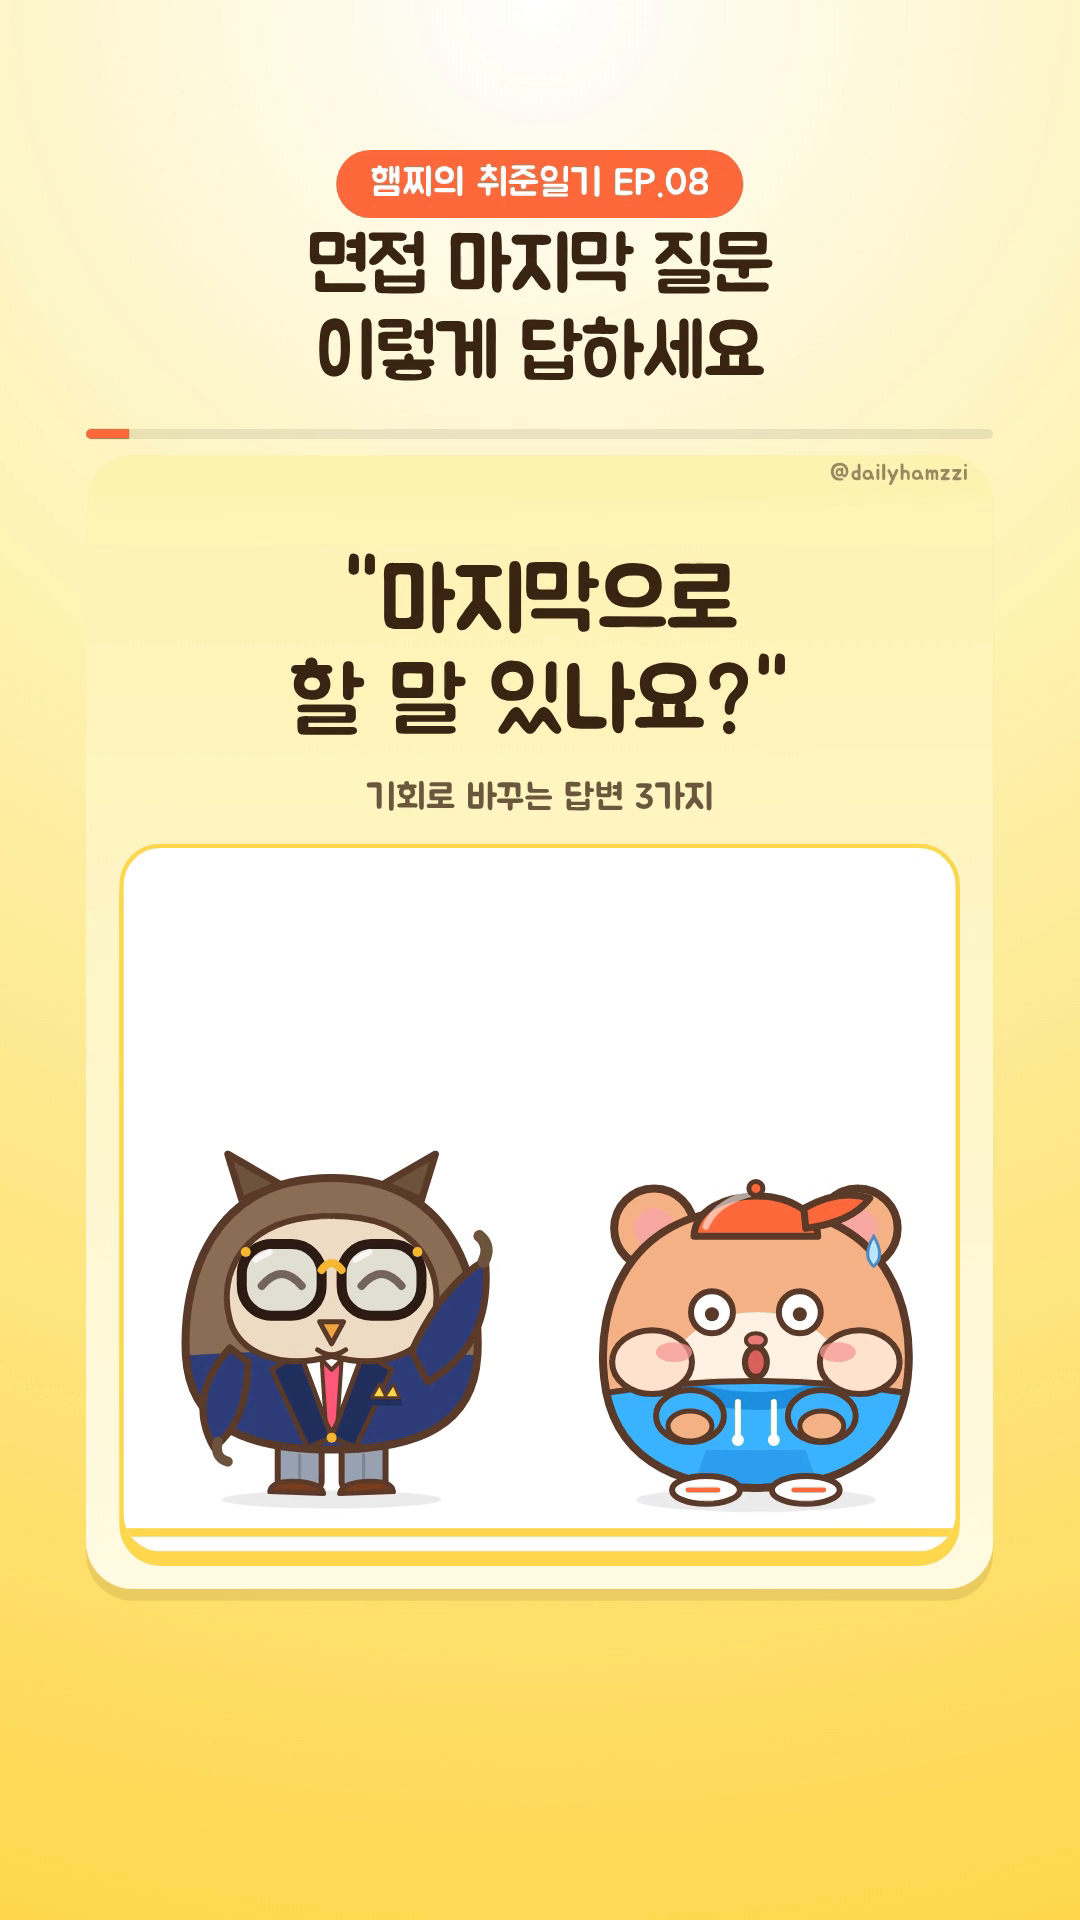 햄찌의 취준일기 EP.08
면접 마지막 질문
이렇게 답하세요
@dailyhamzzi
"마지막으로
할 말 있나요?"
기회로 바꾸는 답변 3가지